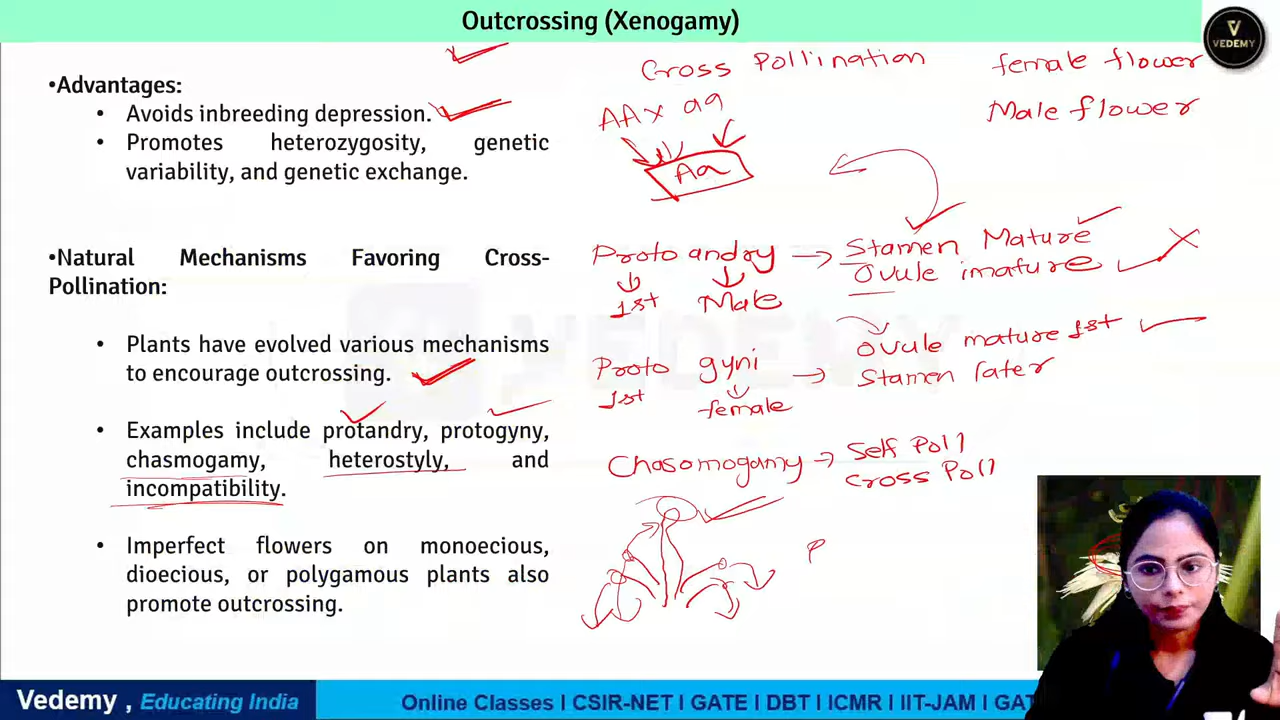 Outcrossing (Xenogamy)
VEDEMY
•Advantages:
• Avoids inbreeding depression.
• Promotes heterozygosity, genetic
variability, and genetic exchange.
•Natural Mechanisms Favoring Cross-
Pollination:
• Plants have evolved various mechanisms
to encourage outcrossing.
• Examples include protandry, protogyny,
chasmogamy, heterostyly, and
incompatibility.
• Imperfect flowers on monoecious,
dioecious, or polygamous plants also
promote outcrossing.
Cross Pollination
female flower
Male flower
AA x aa
Aa
Proto andry → Stamen Mature
Ovule imature
1st Male
Ovule mature 1st
Proto gyni → Stamen later
1st female
Chasomogamy → Self Poll
Cross Poll
P
VEDEMY
Vedemy , Educating India
Online Classes I CSIR-NET I GATE I DBT I ICMR I IIT-JAM I GAT